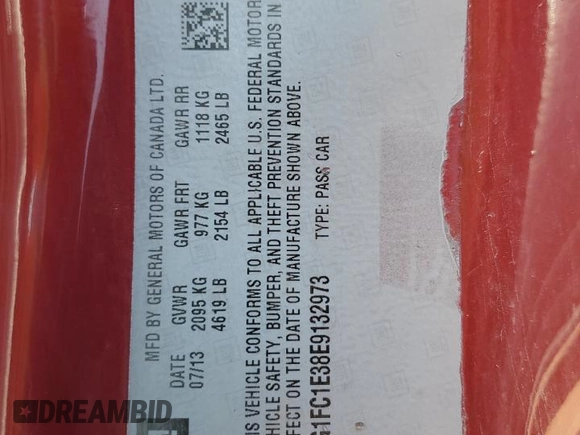 MFD BY GENERAL MOTORS OF CANADA LTD.
DATE GVWR GAWR FRT GAWR RR
07/13 2095 KG 977 KG 1118 KG
4619 LB 2154 LB 2465 LB
IS VEHICLE CONFORMS TO ALL APPLICABLE U.S. FEDERAL MOTOR
HICLE SAFETY, BUMPER, AND THEFT PREVENTION STANDARDS IN
FECT ON THE DATE OF MANUFACTURE SHOWN ABOVE.
G1FC1E38E9132973 TYPE: PASS CAR
DREAMBID